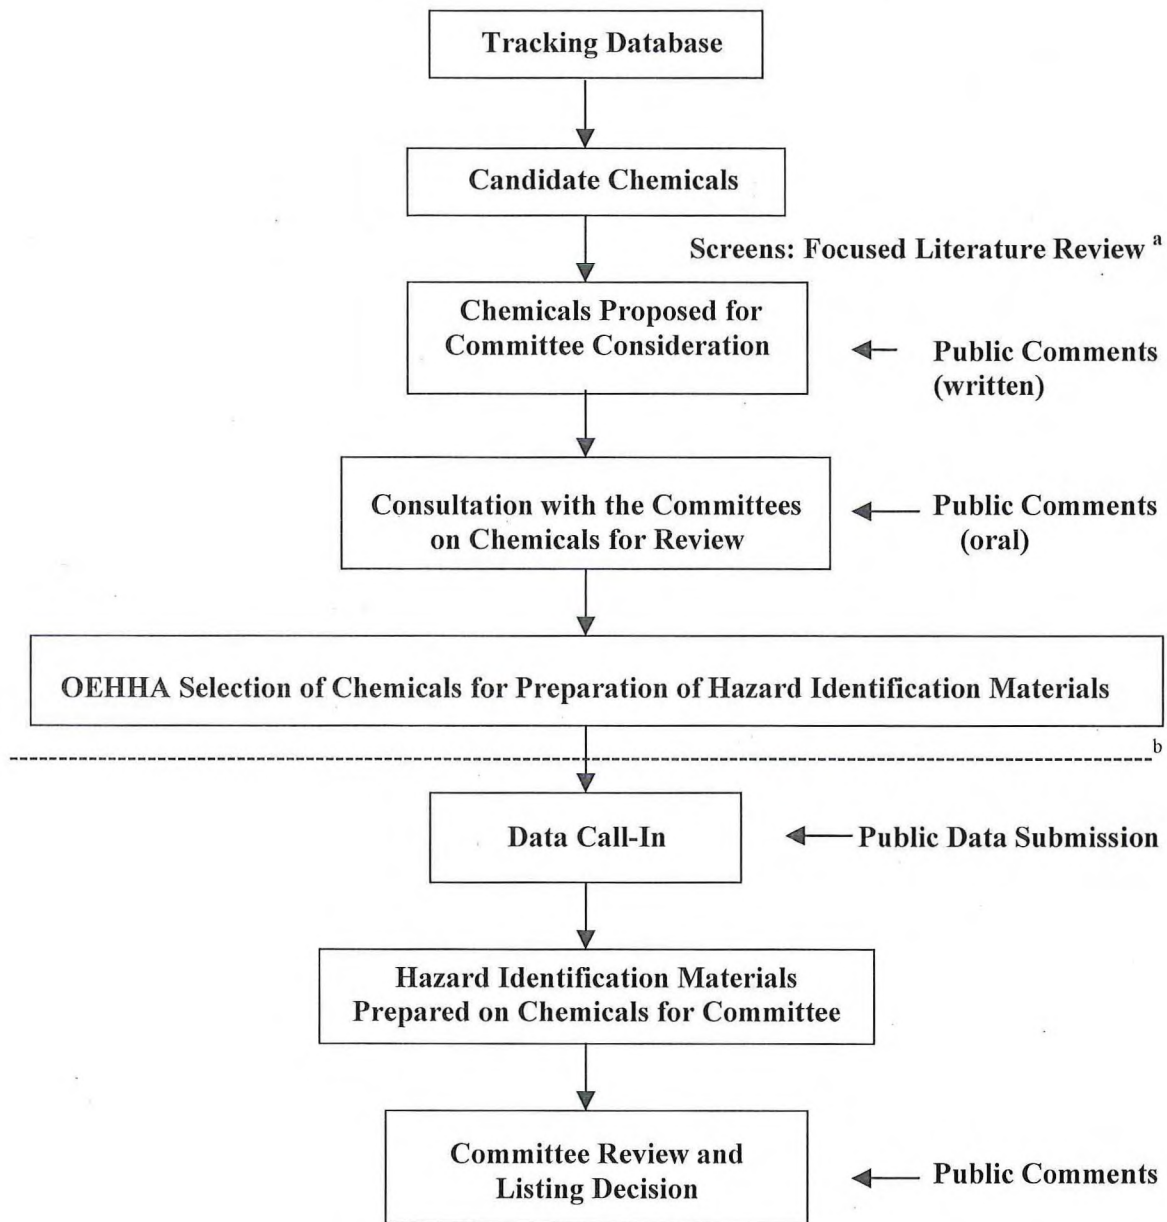 Tracking Database
Candidate Chemicals
Screens: Focused Literature Review a
Chemicals Proposed for
Committee Consideration
Public Comments
(written)
Consultation with the Committees
on Chemicals for Review
Public Comments
(oral)
OEHHA Selection of Chemicals for Preparation of Hazard Identification Materials
b
Data Call-In
Public Data Submission
Hazard Identification Materials
Prepared on Chemicals for Committee
Committee Review and
Listing Decision
Public Comments